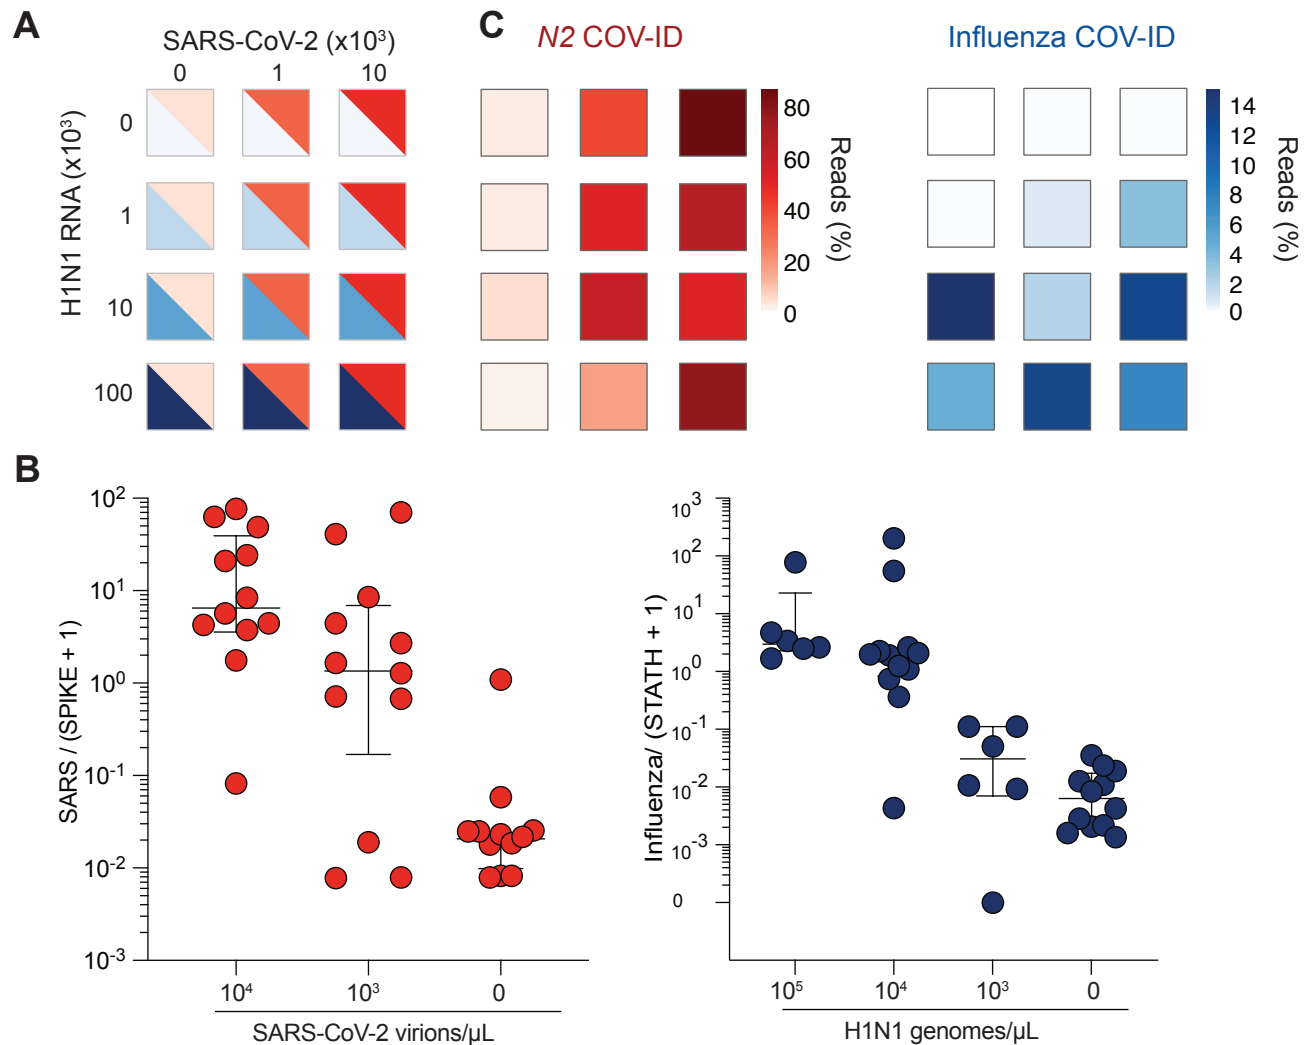 A
SARS-CoV-2 (x10³)
0 1 10
H1N1 RNA (x10³)
0
1
10
100
C
N2 COV-ID
80
60
40
20
0
Reads (%)
Influenza COV-ID
14
12
10
8
6
4
2
0
Reads (%)
B
SARS / (SPIKE + 1)
10²
10¹
10⁰
10⁻¹
10⁻²
10⁻³
10⁴ 10³ 0
SARS-CoV-2 virions/µL
Influenza/ (STATH + 1)
10³
10²
10¹
10⁰
10⁻¹
10⁻²
10⁻³
0
10⁵ 10⁴ 10³ 0
H1N1 genomes/µL